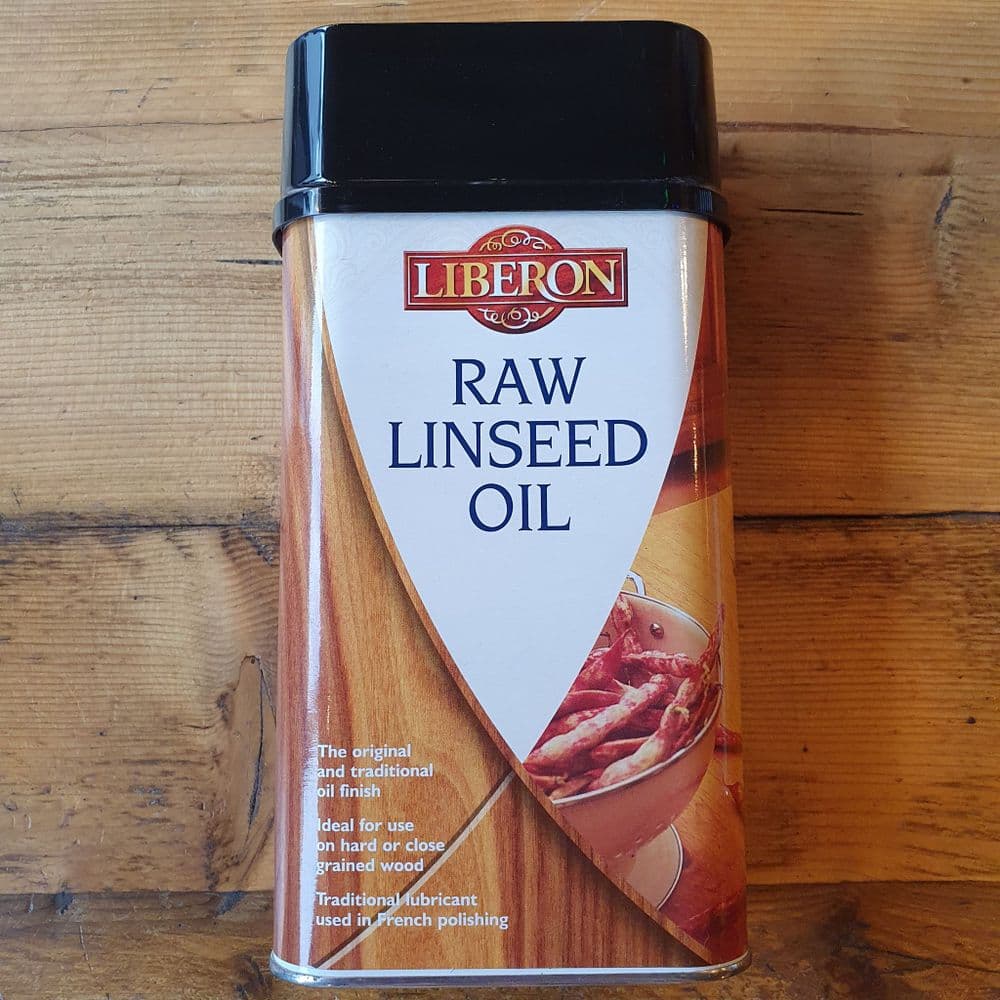 LIBERON
RAW
LINSEED
OIL
The original
and traditional
oil finish
Ideal for use
on hard or close
grained wood
Traditional lubricant
used in French polishing